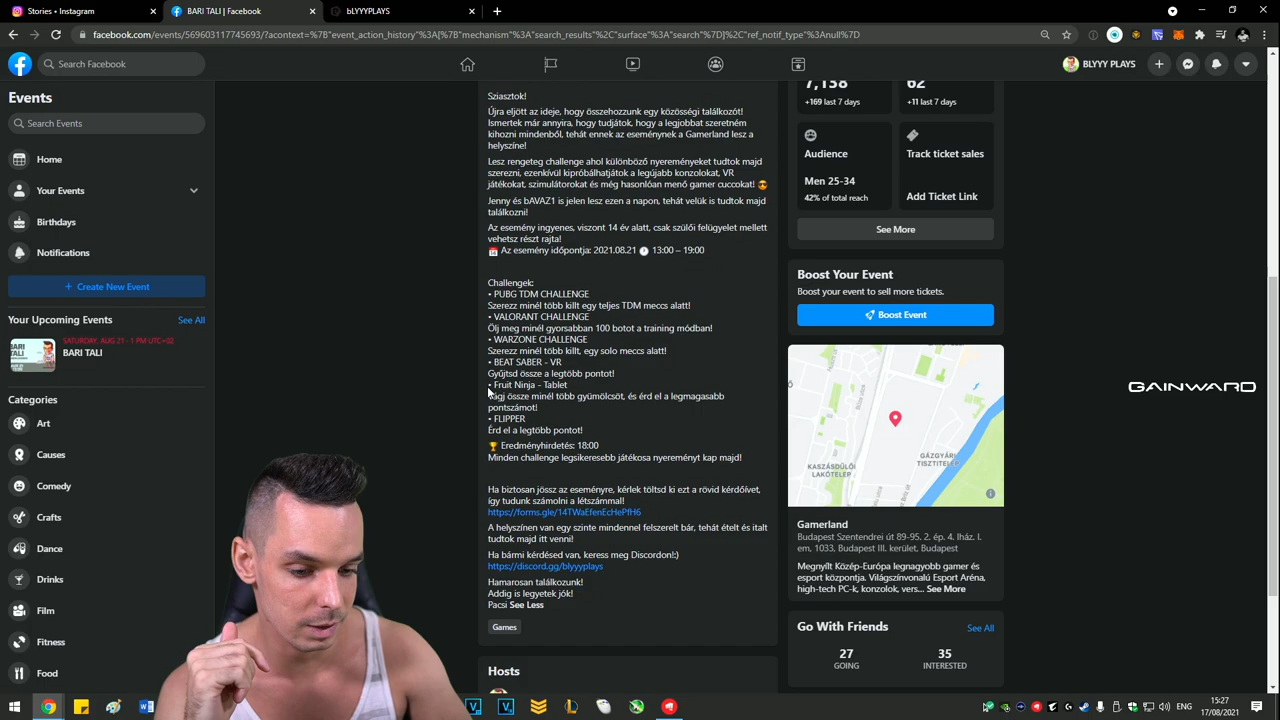 Stories • Instagram
BARI TALI | Facebook
bLYYYPLAYS
facebook.com/events/569603117745693/?acontext=%7B"event_action_history"%3A[%7B"mechanism"%3A"search_results"%2C"surface"%3A"search"%7D]%2C"ref_notif_type"%3Anull%7D
Search Facebook
BLYYY PLAYS
Events
Search Events
Home
Your Events
Birthdays
Notifications
+ Create New Event
Your Upcoming Events
See All
SATURDAY, AUG 21 - 1 PM UTC+02
BARI TALI
Categories
Art
Causes
Comedy
Crafts
Dance
Drinks
Film
Fitness
Food
Sziasztok!
Újra eljött az ideje, hogy összehozzunk egy közösségi találkozót!
Ismertek már annyira, hogy tudjátok, hogy a legjobbat szeretném
kihozni mindenből, tehát ennek az eseménynek a Gamerland lesz a
helyszíne!
Lesz rengeteg challenge ahol különböző nyereményeket tudtok majd
szerezni, ezenkívül kipróbálhatjátok a legújabb konzolokat, VR
játékokat, szimulátorokat és még hasonlóan menő gamer cuccokat! 😎
Jenny és bAVAZ1 is jelen lesz ezen a napon, tehát velük is tudtok majd
találkozni!
Az esemény ingyenes, viszont 14 év alatt, csak szülői felügyelet mellett
vehetsz részt rajta!
📅 Az esemény időpontja: 2021.08.21 🕐 13:00 – 19:00
Challengek:
• PUBG TDM CHALLENGE
Szerezz minél több killt egy teljes TDM meccs alatt!
• VALORANT CHALLENGE
Ölj meg minél gyorsabban 100 botot a training módban!
• WARZONE CHALLENGE
Szerezz minél több killt, egy solo meccs alatt!
• BEAT SABER - VR
Gyűjtsd össze a legtöbb pontot!
• Fruit Ninja - Tablet
Vágj össze minél több gyümölcsöt, és érd el a legmagasabb
pontszámot!
• FLIPPER
Érd el a legtöbb pontot!
🏆 Eredményhirdetés: 18:00
Minden challenge legsikeresebb játékosa nyereményt kap majd!
Ha biztosan jössz az eseményre, kérlek töltsd ki ezt a rövid kérdőívet,
így tudunk számolni a létszámmal!
https://forms.gle/14TWaEfenEcHePfH6
A helyszínen van egy szinte mindennel felszerelt bár, tehát ételt és italt
tudtok majd itt venni!
Ha bármi kérdésed van, keress meg Discordon!:)
https://discord.gg/blyyyplays
Hamarosan találkozunk!
Addig is legyetek jók!
Pacsi See Less
Games
Hosts
7,138
+169 last 7 days
62
+11 last 7 days
Audience
Men 25-34
42% of total reach
Track ticket sales
Add Ticket Link
See More
Boost Your Event
Boost your event to sell more tickets.
Boost Event
KASZÁSDŰLŐI
LAKÓTELEP
GÁZGYÁRI
TISZTITELEP
Gamerland
Budapest Szentendrei út 89-95. 2. ép. 4. lház. I.
em, 1033, Budapest III. kerület, Budapest
Megnyílt Közép-Európa legnagyobb gamer és
esport központja. Világszínvonalú Esport Aréna,
high-tech PC-k, konzolok, vers... See More
Go With Friends
See All
27
GOING
35
INTERESTED
GAINWARD
ENG
15:27
17/08/2021